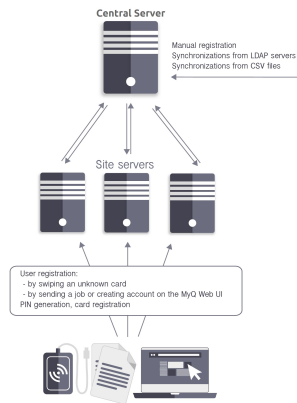 Central Server
Manual registration
Synchronizations from LDAP servers
Synchronizations from CSV files
Site servers
User registration:
- by swiping an unknown card
- by sending a job or creating account on the MyQ Web UI
PIN generation, card registration